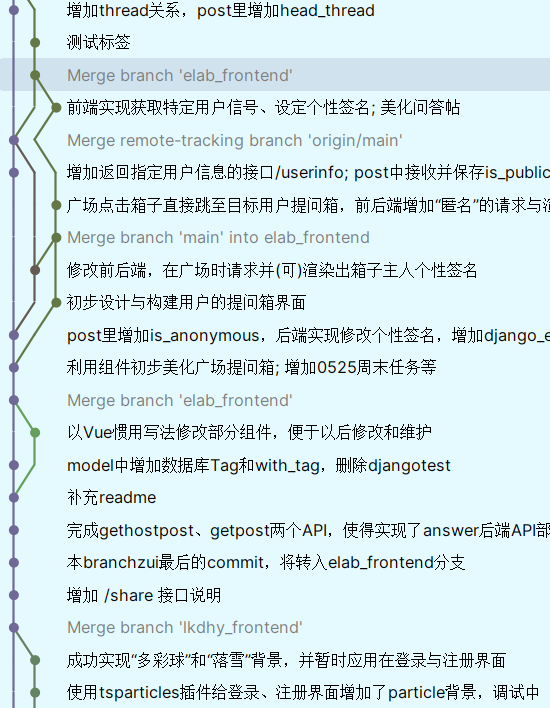 增加thread关系，post里增加head_thread
测试标签
Merge branch 'elab_frontend'
前端实现获取特定用户信号、设定个性签名; 美化问答帖
Merge remote-tracking branch 'origin/main'
增加返回指定用户信息的接口/userinfo; post中接收并保存is_public
广场点击箱子直接跳至目标用户提问箱，前后端增加“匿名”的请求与渲
Merge branch 'main' into elab_frontend
修改前后端，在广场时请求并(可)渲染出箱子主人个性签名
初步设计与构建用户的提问箱界面
post里增加is_anonymous，后端实现修改个性签名，增加django_e
利用组件初步美化广场提问箱; 增加0525周末任务等
Merge branch 'elab_frontend'
以Vue惯用写法修改部分组件，便于以后修改和维护
model中增加数据库Tag和with_tag，删除djangotest
补充readme
完成gethostpost、getpost两个API，使得实现了answer后端API部
本branchzui最后的commit，将转入elab_frontend分支
增加 /share 接口说明
Merge branch 'lkdhy_frontend'
成功实现“多彩球”和“落雪”背景，并暂时应用在登录与注册界面
使用tsparticles插件给登录、注册界面增加了particle背景，调试中